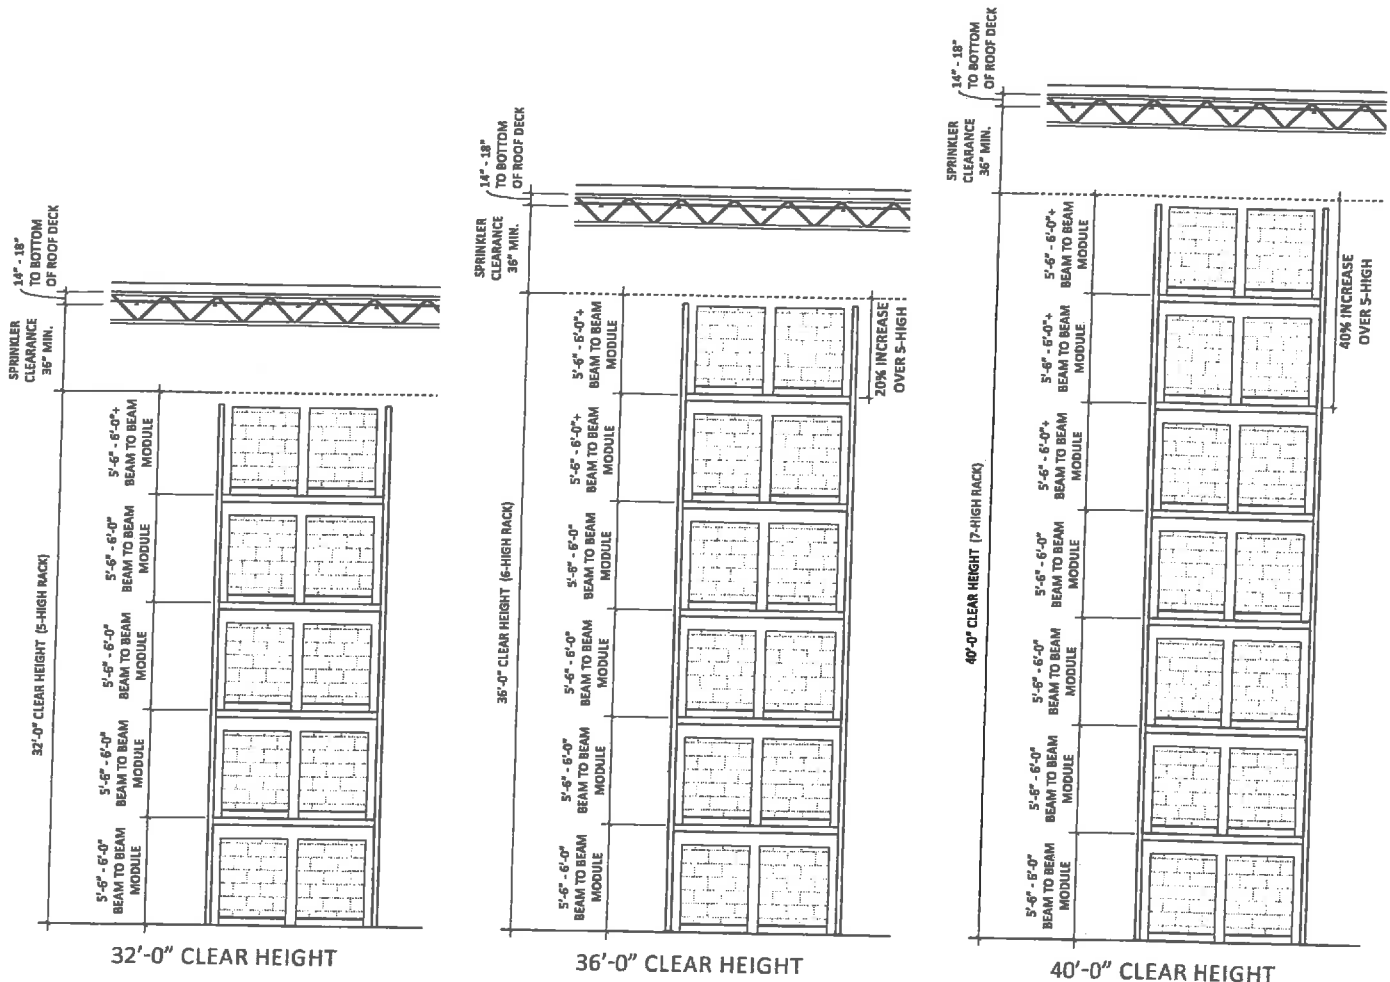 14" - 18"
TO BOTTOM
OF ROOF DECK
SPRINKLER
CLEARANCE
36" MIN.
5'-6" - 6'-0"+
BEAM TO BEAM
MODULE
5'-6" - 6'-0"
BEAM TO BEAM
MODULE
5'-6" - 6'-0"
BEAM TO BEAM
MODULE
5'-6" - 6'-0"
BEAM TO BEAM
MODULE
5'-6" - 6'-0"
BEAM TO BEAM
MODULE
32'-0" CLEAR HEIGHT (5-HIGH RACK)
32'-0" CLEAR HEIGHT
14" - 18"
TO BOTTOM
OF ROOF DECK
SPRINKLER
CLEARANCE
36" MIN.
5'-6" - 6'-0"+
BEAM TO BEAM
MODULE
5'-6" - 6'-0"+
BEAM TO BEAM
MODULE
5'-6" - 6'-0"
BEAM TO BEAM
MODULE
5'-6" - 6'-0"
BEAM TO BEAM
MODULE
5'-6" - 6'-0"
BEAM TO BEAM
MODULE
5'-6" - 6'-0"
BEAM TO BEAM
MODULE
36'-0" CLEAR HEIGHT (6-HIGH RACK)
20% INCREASE
OVER 5-HIGH
36'-0" CLEAR HEIGHT
14" - 18"
TO BOTTOM
OF ROOF DECK
SPRINKLER
CLEARANCE
36" MIN.
5'-6" - 6'-0"+
BEAM TO BEAM
MODULE
5'-6" - 6'-0"+
BEAM TO BEAM
MODULE
5'-6" - 6'-0"+
BEAM TO BEAM
MODULE
5'-6" - 6'-0"
BEAM TO BEAM
MODULE
5'-6" - 6'-0"
BEAM TO BEAM
MODULE
5'-6" - 6'-0"
BEAM TO BEAM
MODULE
5'-6" - 6'-0"
BEAM TO BEAM
MODULE
40'-0" CLEAR HEIGHT (7-HIGH RACK)
40% INCREASE
OVER 5-HIGH
40'-0" CLEAR HEIGHT